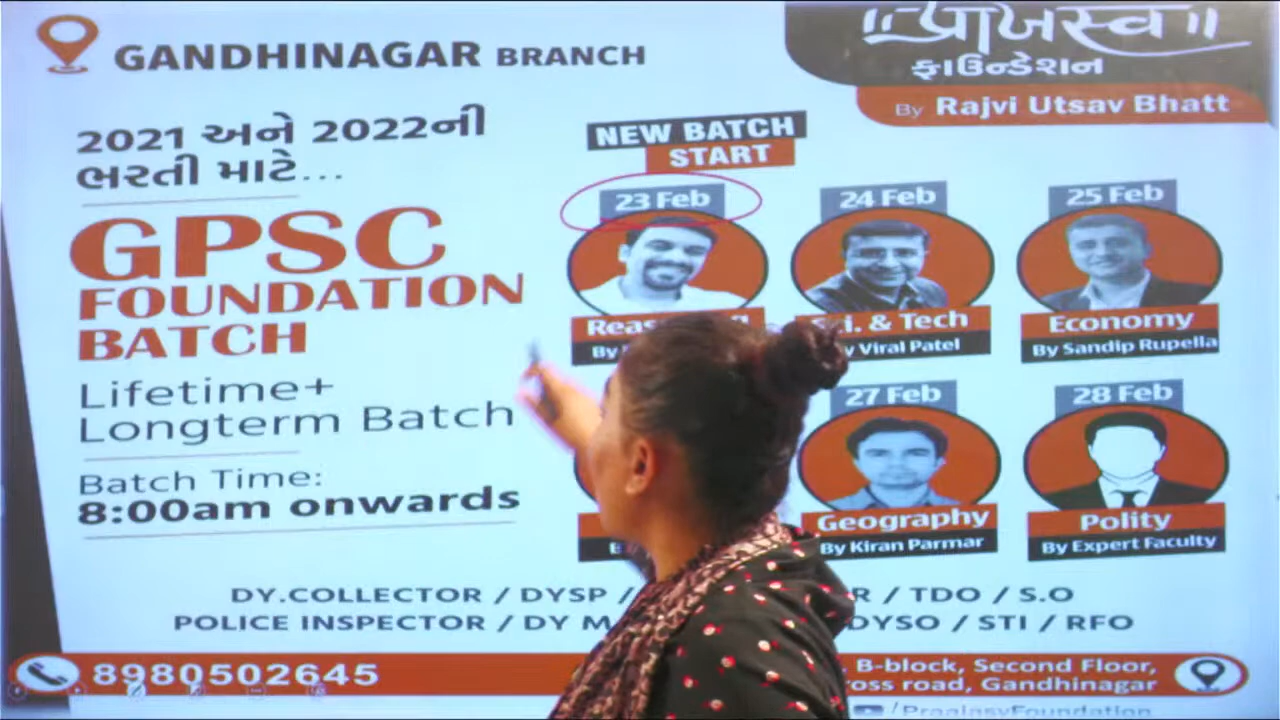 GANDHINAGAR BRANCH
પ્રાઅસ્વ
ફાઉન્ડેશન
By Rajvi Utsav Bhatt
2021 અને 2022ની
ભરતી માટે...
GPSC
FOUNDATION
BATCH
Lifetime+
Longterm Batch
Batch Time:
8:00am onwards
NEW BATCH
START
23 Feb
24 Feb
25 Feb
By
& Tech
Viral Patel
Economy
By Sandip Rupella
27 Feb
28 Feb
Geography
By Kiran Parmar
Polity
By Expert Faculty
DY.COLLECTOR / DYSP / / TDO / S.O
POLICE INSPECTOR / DY DYSO / STI / RFO
8980502645
B-block, Second Floor,
road, Gandhinagar